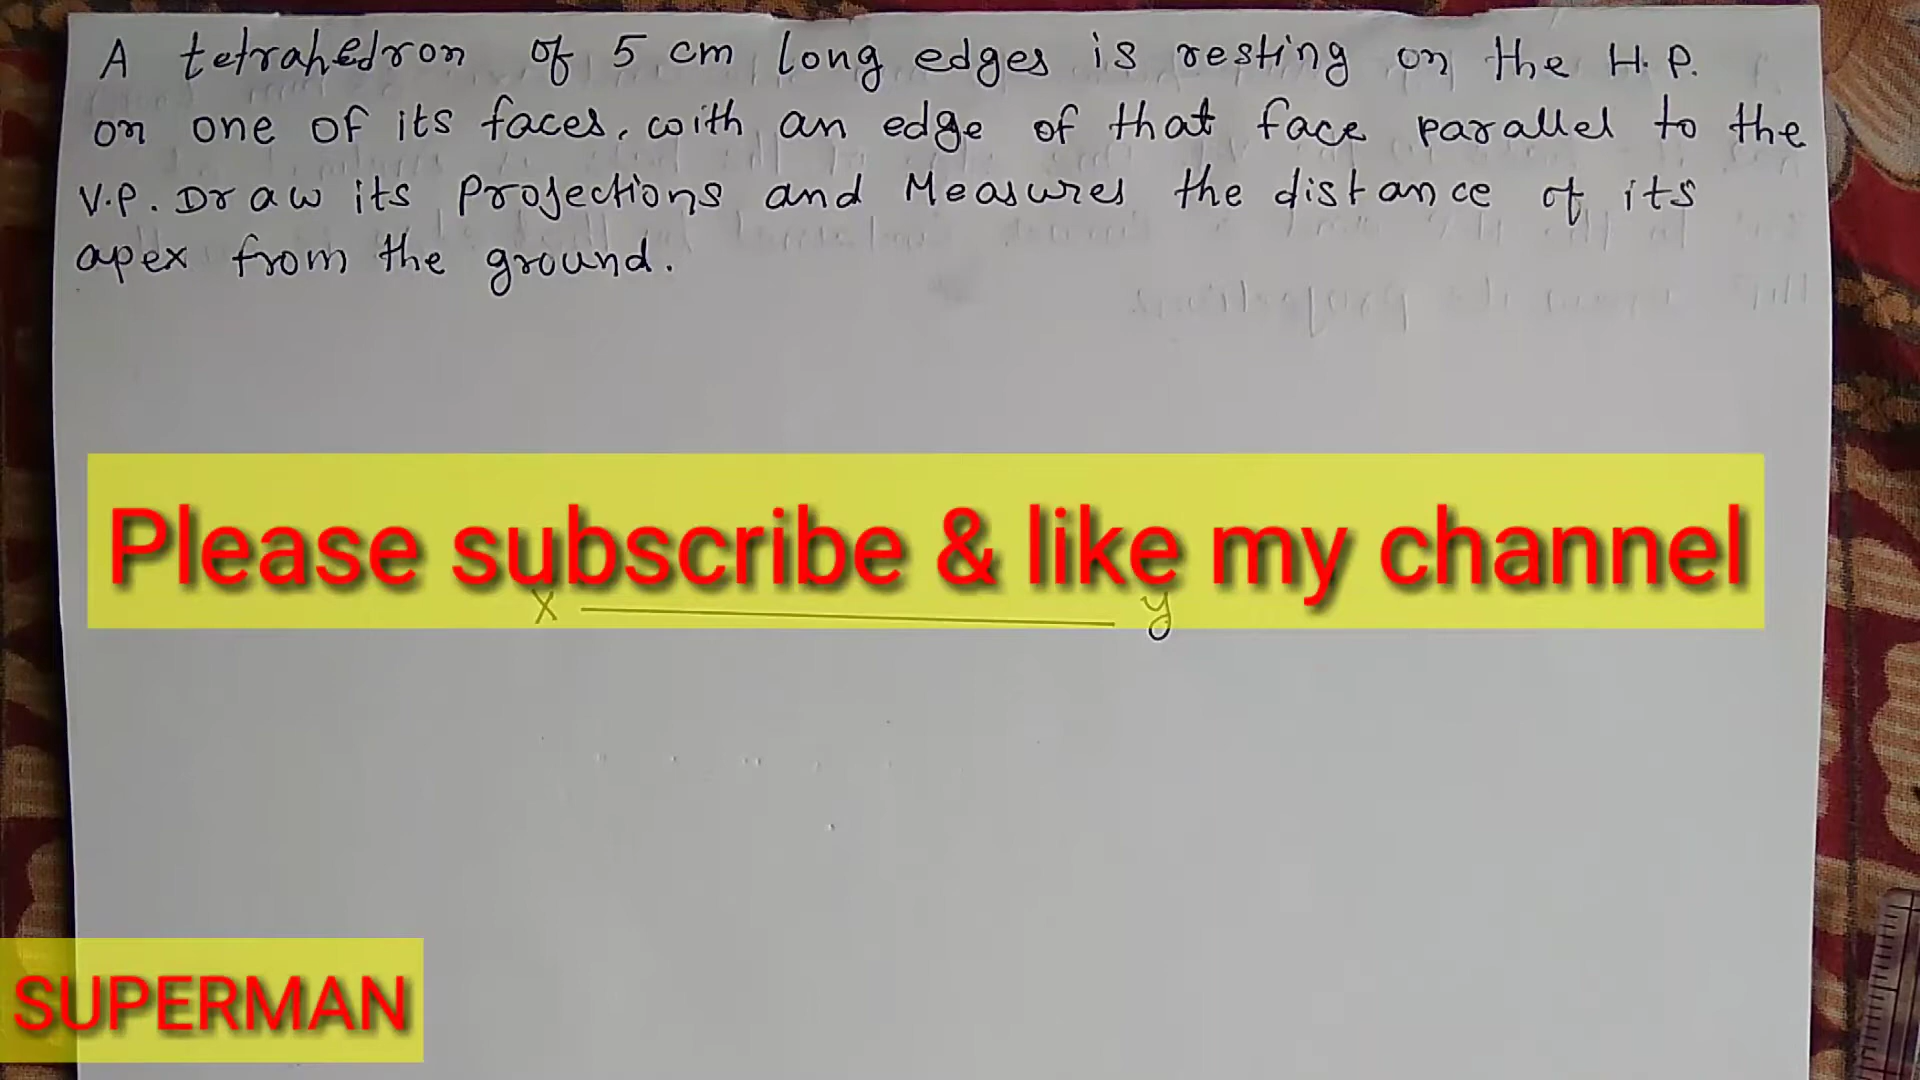 A tetrahedron of 5 cm long edges is resting on the H.P.
on one of its faces, with an edge of that face parallel to the
V.P. Draw its Projections and Measures the distance of its
apex from the ground.
Please subscribe & like my channel
x y
SUPERMAN